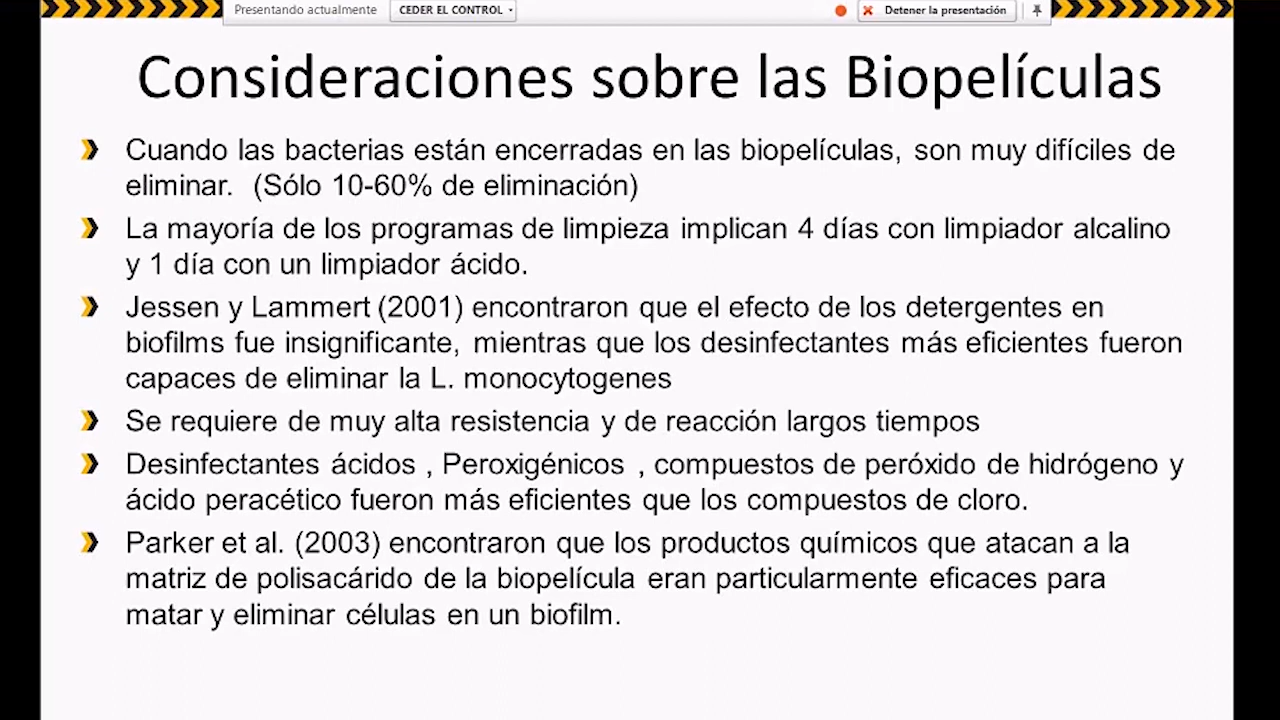 Presentando actualmente CEDER EL CONTROL Detener la presentación
Consideraciones sobre las Biopelículas
Cuando las bacterias están encerradas en las biopelículas, son muy difíciles de
eliminar. (Sólo 10-60% de eliminación)
La mayoría de los programas de limpieza implican 4 días con limpiador alcalino
y 1 día con un limpiador ácido.
Jessen y Lammert (2001) encontraron que el efecto de los detergentes en
biofilms fue insignificante, mientras que los desinfectantes más eficientes fueron
capaces de eliminar la L. monocytogenes
Se requiere de muy alta resistencia y de reacción largos tiempos
Desinfectantes ácidos , Peroxigénicos , compuestos de peróxido de hidrógeno y
ácido peracético fueron más eficientes que los compuestos de cloro.
Parker et al. (2003) encontraron que los productos químicos que atacan a la
matriz de polisacárido de la biopelícula eran particularmente eficaces para
matar y eliminar células en un biofilm.